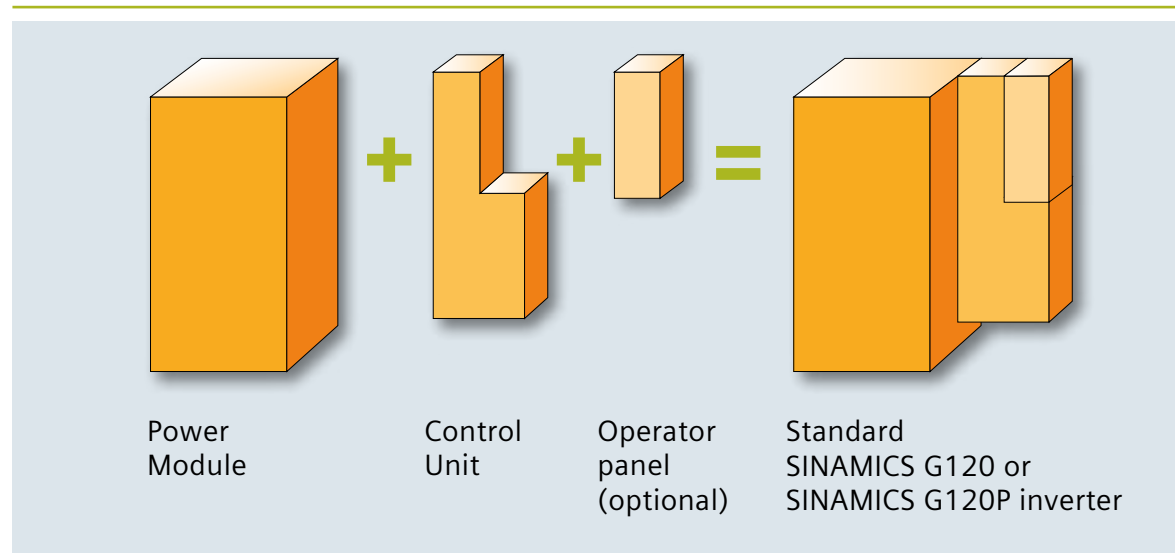 + + =
Power
Module
Control
Unit
Operator
panel
(optional)
Standard
SINAMICS G120 or
SINAMICS G120P inverter